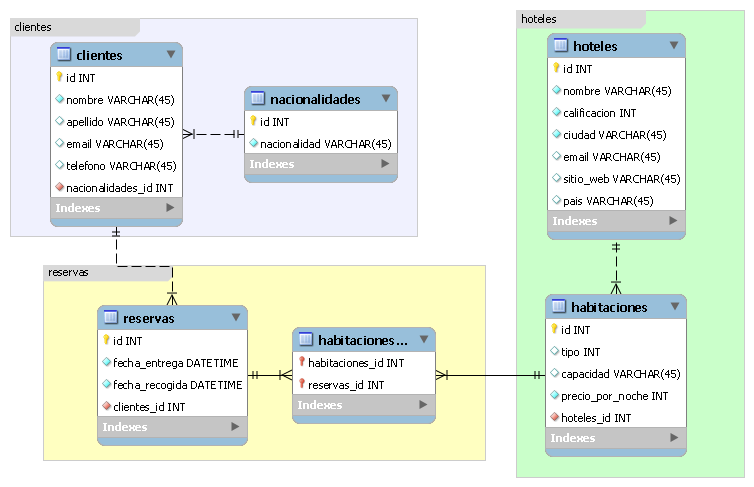 clientes
clientes
id INT
nombre VARCHAR(45)
apellido VARCHAR(45)
email VARCHAR(45)
telefono VARCHAR(45)
nacionalidades_id INT
Indexes
nacionalidades
id INT
nacionalidad VARCHAR(45)
Indexes
hoteles
hoteles
id INT
nombre VARCHAR(45)
calificacion INT
ciudad VARCHAR(45)
email VARCHAR(45)
sitio_web VARCHAR(45)
pais VARCHAR(45)
Indexes
reservas
reservas
id INT
fecha_entrega DATETIME
fecha_recogida DATETIME
clientes_id INT
Indexes
habitaciones...
habitaciones_id INT
reservas_id INT
Indexes
habitaciones
id INT
tipo INT
capacidad VARCHAR(45)
precio_por_noche INT
hoteles_id INT
Indexes